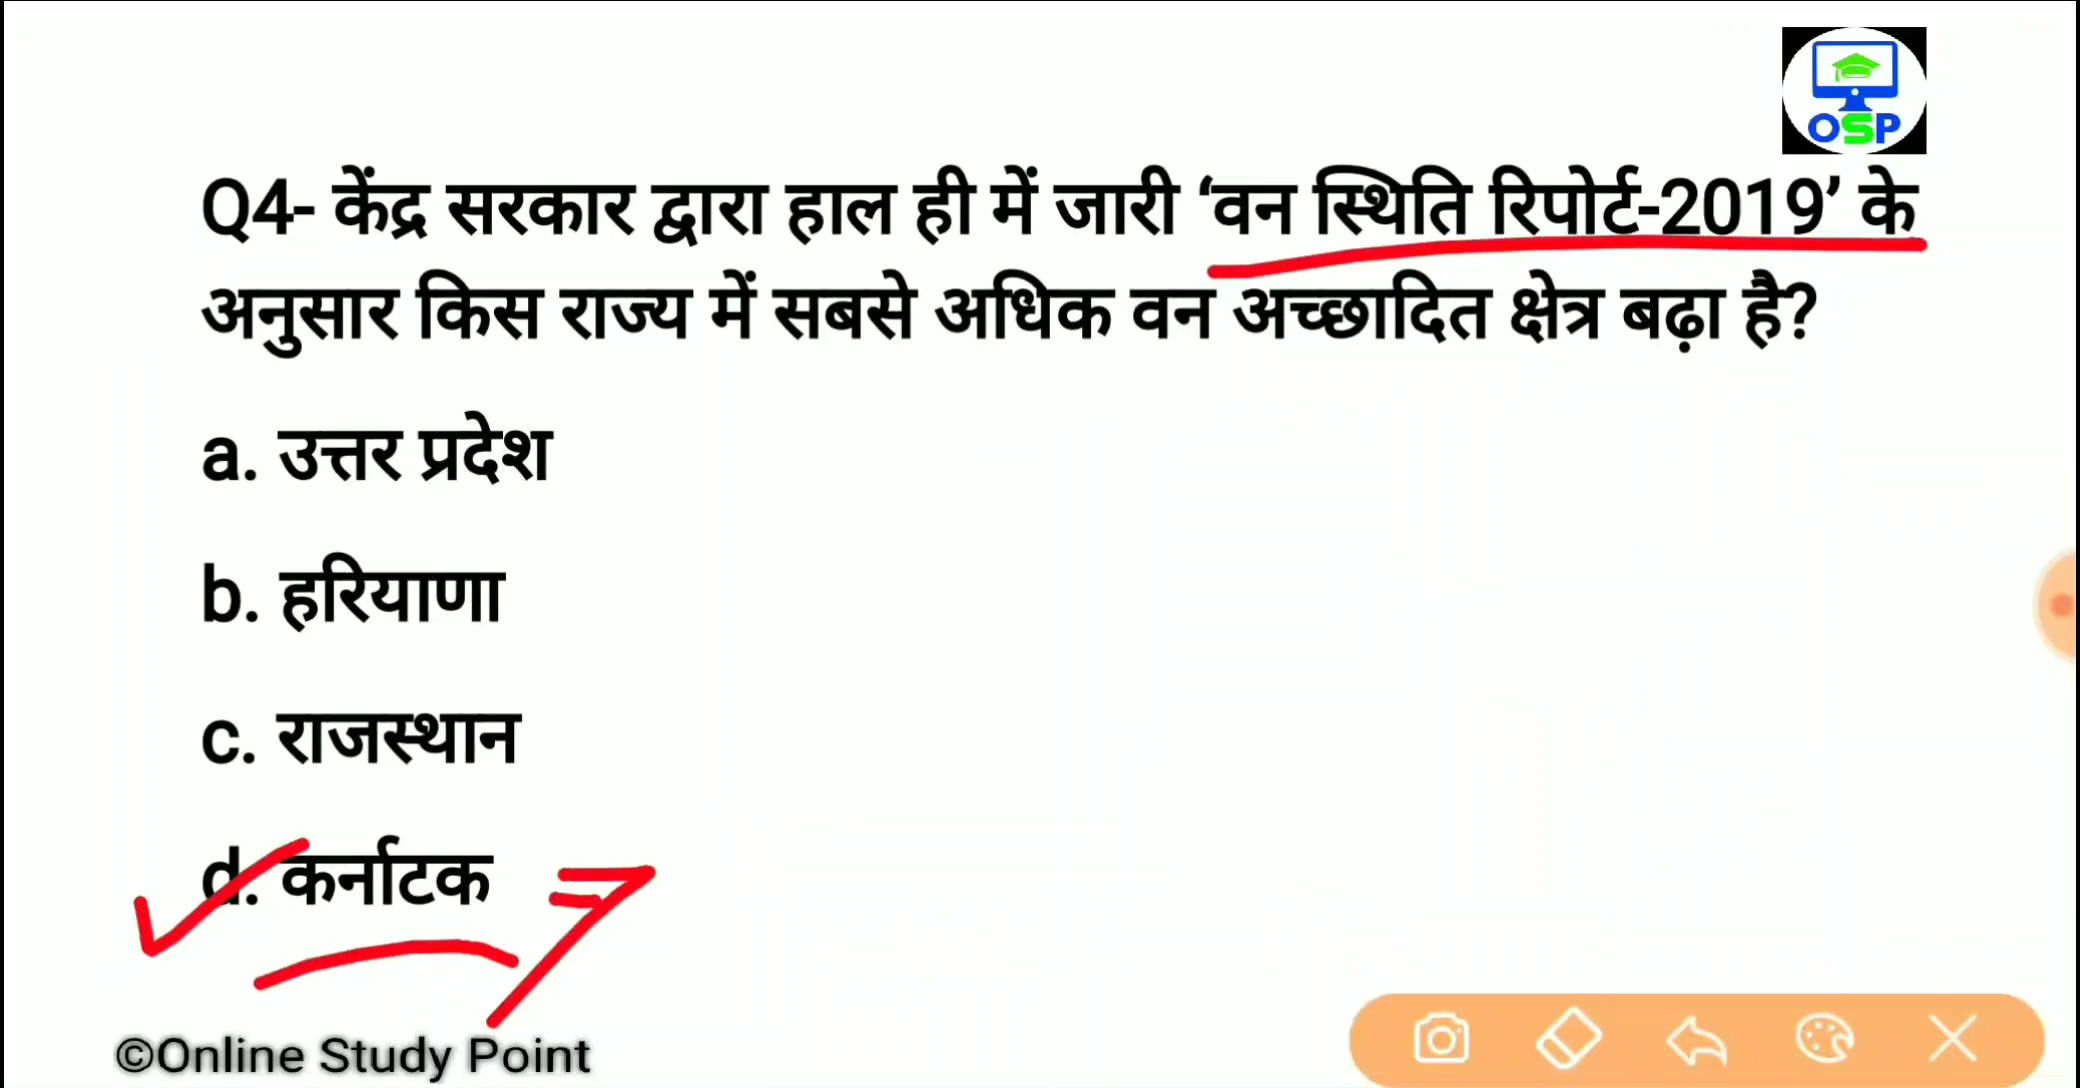 OSP
Q4- केंद्र सरकार द्वारा हाल ही में जारी ‘वन स्थिति रिपोर्ट-2019’ के
अनुसार किस राज्य में सबसे अधिक वन अच्छादित क्षेत्र बढ़ा है?
a. उत्तर प्रदेश
b. हरियाणा
c. राजस्थान
d. कर्नाटक
©Online Study Point